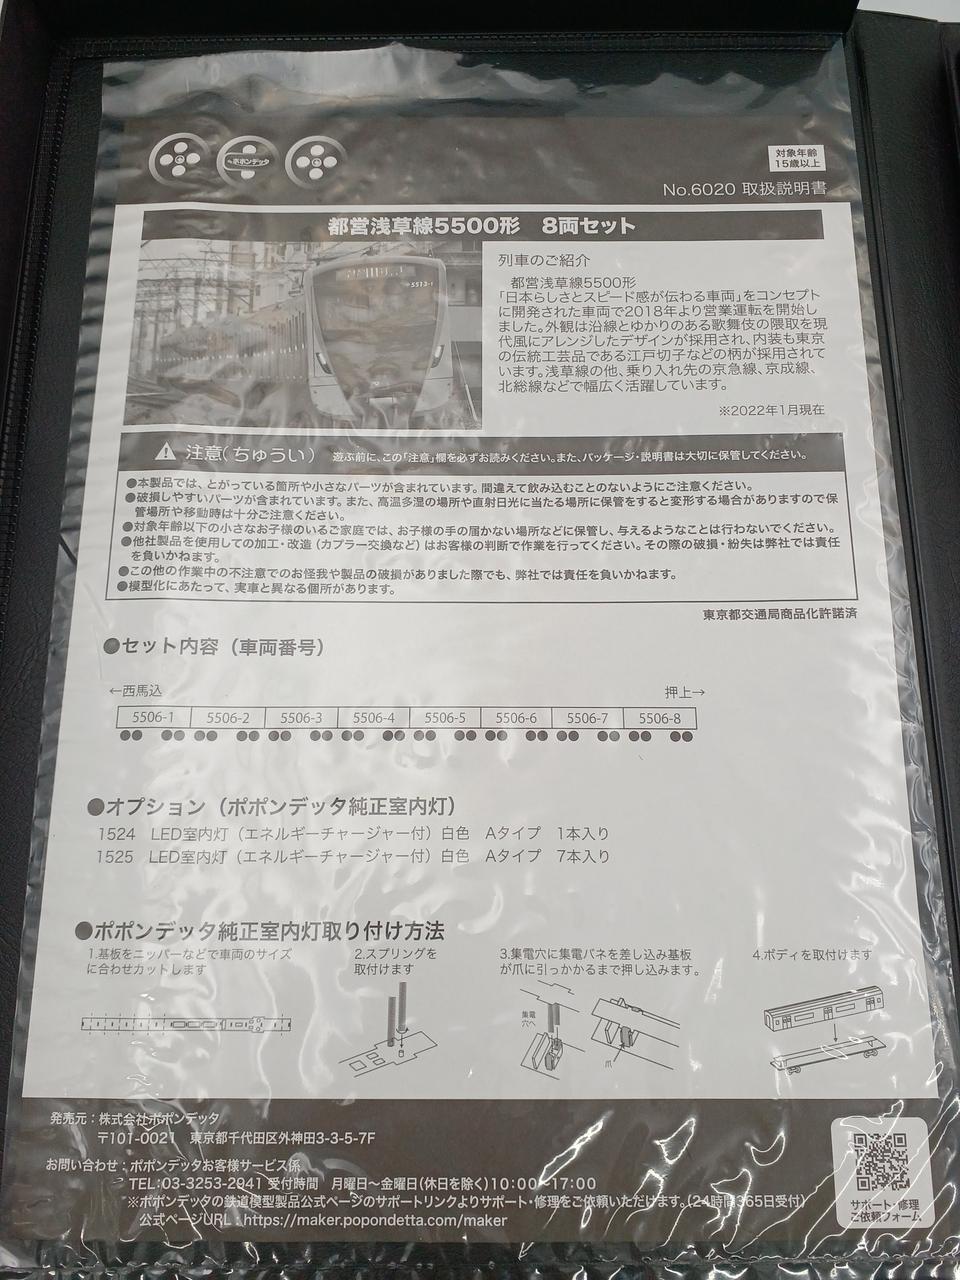 ポポンデッタ
対象年齢
15歳以上
No.6020 取扱説明書
都営浅草線5500形　8両セット
5513-1
列車のご紹介
都営浅草線5500形
「日本らしさとスピード感が伝わる車両」をコンセプト
に開発された車両で2018年より営業運転を開始し
ました。外観は沿線とゆかりのある歌舞伎の隈取を現
代風にアレンジしたデザインが採用され、内装も東京
の伝統工芸品である江戸切子などの柄が採用されて
います。浅草線の他、乗り入れ先の京急線、京成線、
北総線などで幅広く活躍しています。
※2022年1月現在
注意（ちゅうい）　遊ぶ前に、この「注意」欄を必ずお読みください。また、パッケージ・説明書は大切に保管してください。
●本製品では、とがっている箇所や小さなパーツが含まれています。間違えて飲み込むことのないようにご注意ください。
●破損しやすいパーツが含まれています。また、高温多湿の場所や直射日光に当たる場所に保管をすると変形する場合がありますので保
管場所や移動時は十分ご注意ください。
●対象年齢以下の小さなお子様のいるご家庭では、お子様の手の届かない場所などに保管し、与えるようなことは行わないでください。
●他社製品を使用しての加工・改造（カプラー交換など）はお客様の判断で作業を行ってください。その際の破損・紛失は弊社では責任
を負いかねます。
●この他の作業中の不注意でのお怪我や製品の破損がありました際でも、弊社では責任を負いかねます。
●模型化にあたって、実車と異なる個所があります。
東京都交通局商品化許諾済
●セット内容（車両番号）
←西馬込　押上→
5506-1　5506-2　5506-3　5506-4　5506-5　5506-6　5506-7　5506-8
●オプション（ポポンデッタ純正室内灯）
1524　LED室内灯（エネルギーチャージャー付）白色　Aタイプ　1本入り
1525　LED室内灯（エネルギーチャージャー付）白色　Aタイプ　7本入り
●ポポンデッタ純正室内灯取り付け方法
1.基板をニッパーなどで車両のサイズ
に合わせカットします
2.スプリングを
取付けます
3.集電穴に集電バネを差し込み基板
が爪に引っかかるまで押し込みます。
4.ボディを取付けます
集電
穴へ
爪
発売元：株式会社ポポンデッタ
〒101-0021　東京都千代田区外神田3-3-5-7F
お問い合わせ：ポポンデッタお客様サービス係
TEL:03-3253-2941 受付時間　月曜日～金曜日(休日を除く)10:00～17:00
※ポポンデッタの鉄道模型製品公式ページのサポートリンクよりサポート・修理をご依頼いただけます。(24時間365日受付)
公式ページURL：https://maker.popondetta.com/maker
サポート・修理
ご依頼フォーム